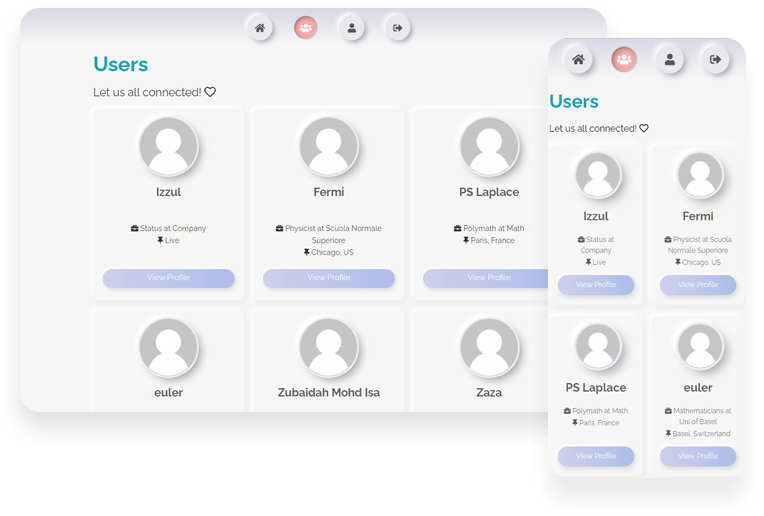 Users
Let us all connected!
Izzul
Status at Company
Live
View Profile
Fermi
Physicist at Scuola Normale
Superiore
Chicago, US
View Profile
PS Laplace
Polymath at Math
Paris, France
View Profile
euler
Zubaidah Mohd Isa
Zaza
Users
Let us all connected!
Izzul
Status at
Company
Live
View Profile
Fermi
Physicist at Scuola
Normale Superiore
Chicago, US
View Profile
PS Laplace
Polymath at Math
Paris, France
View Profile
euler
Mathematicians at
Uni of Basel
Basel, Switzerland
View Profile